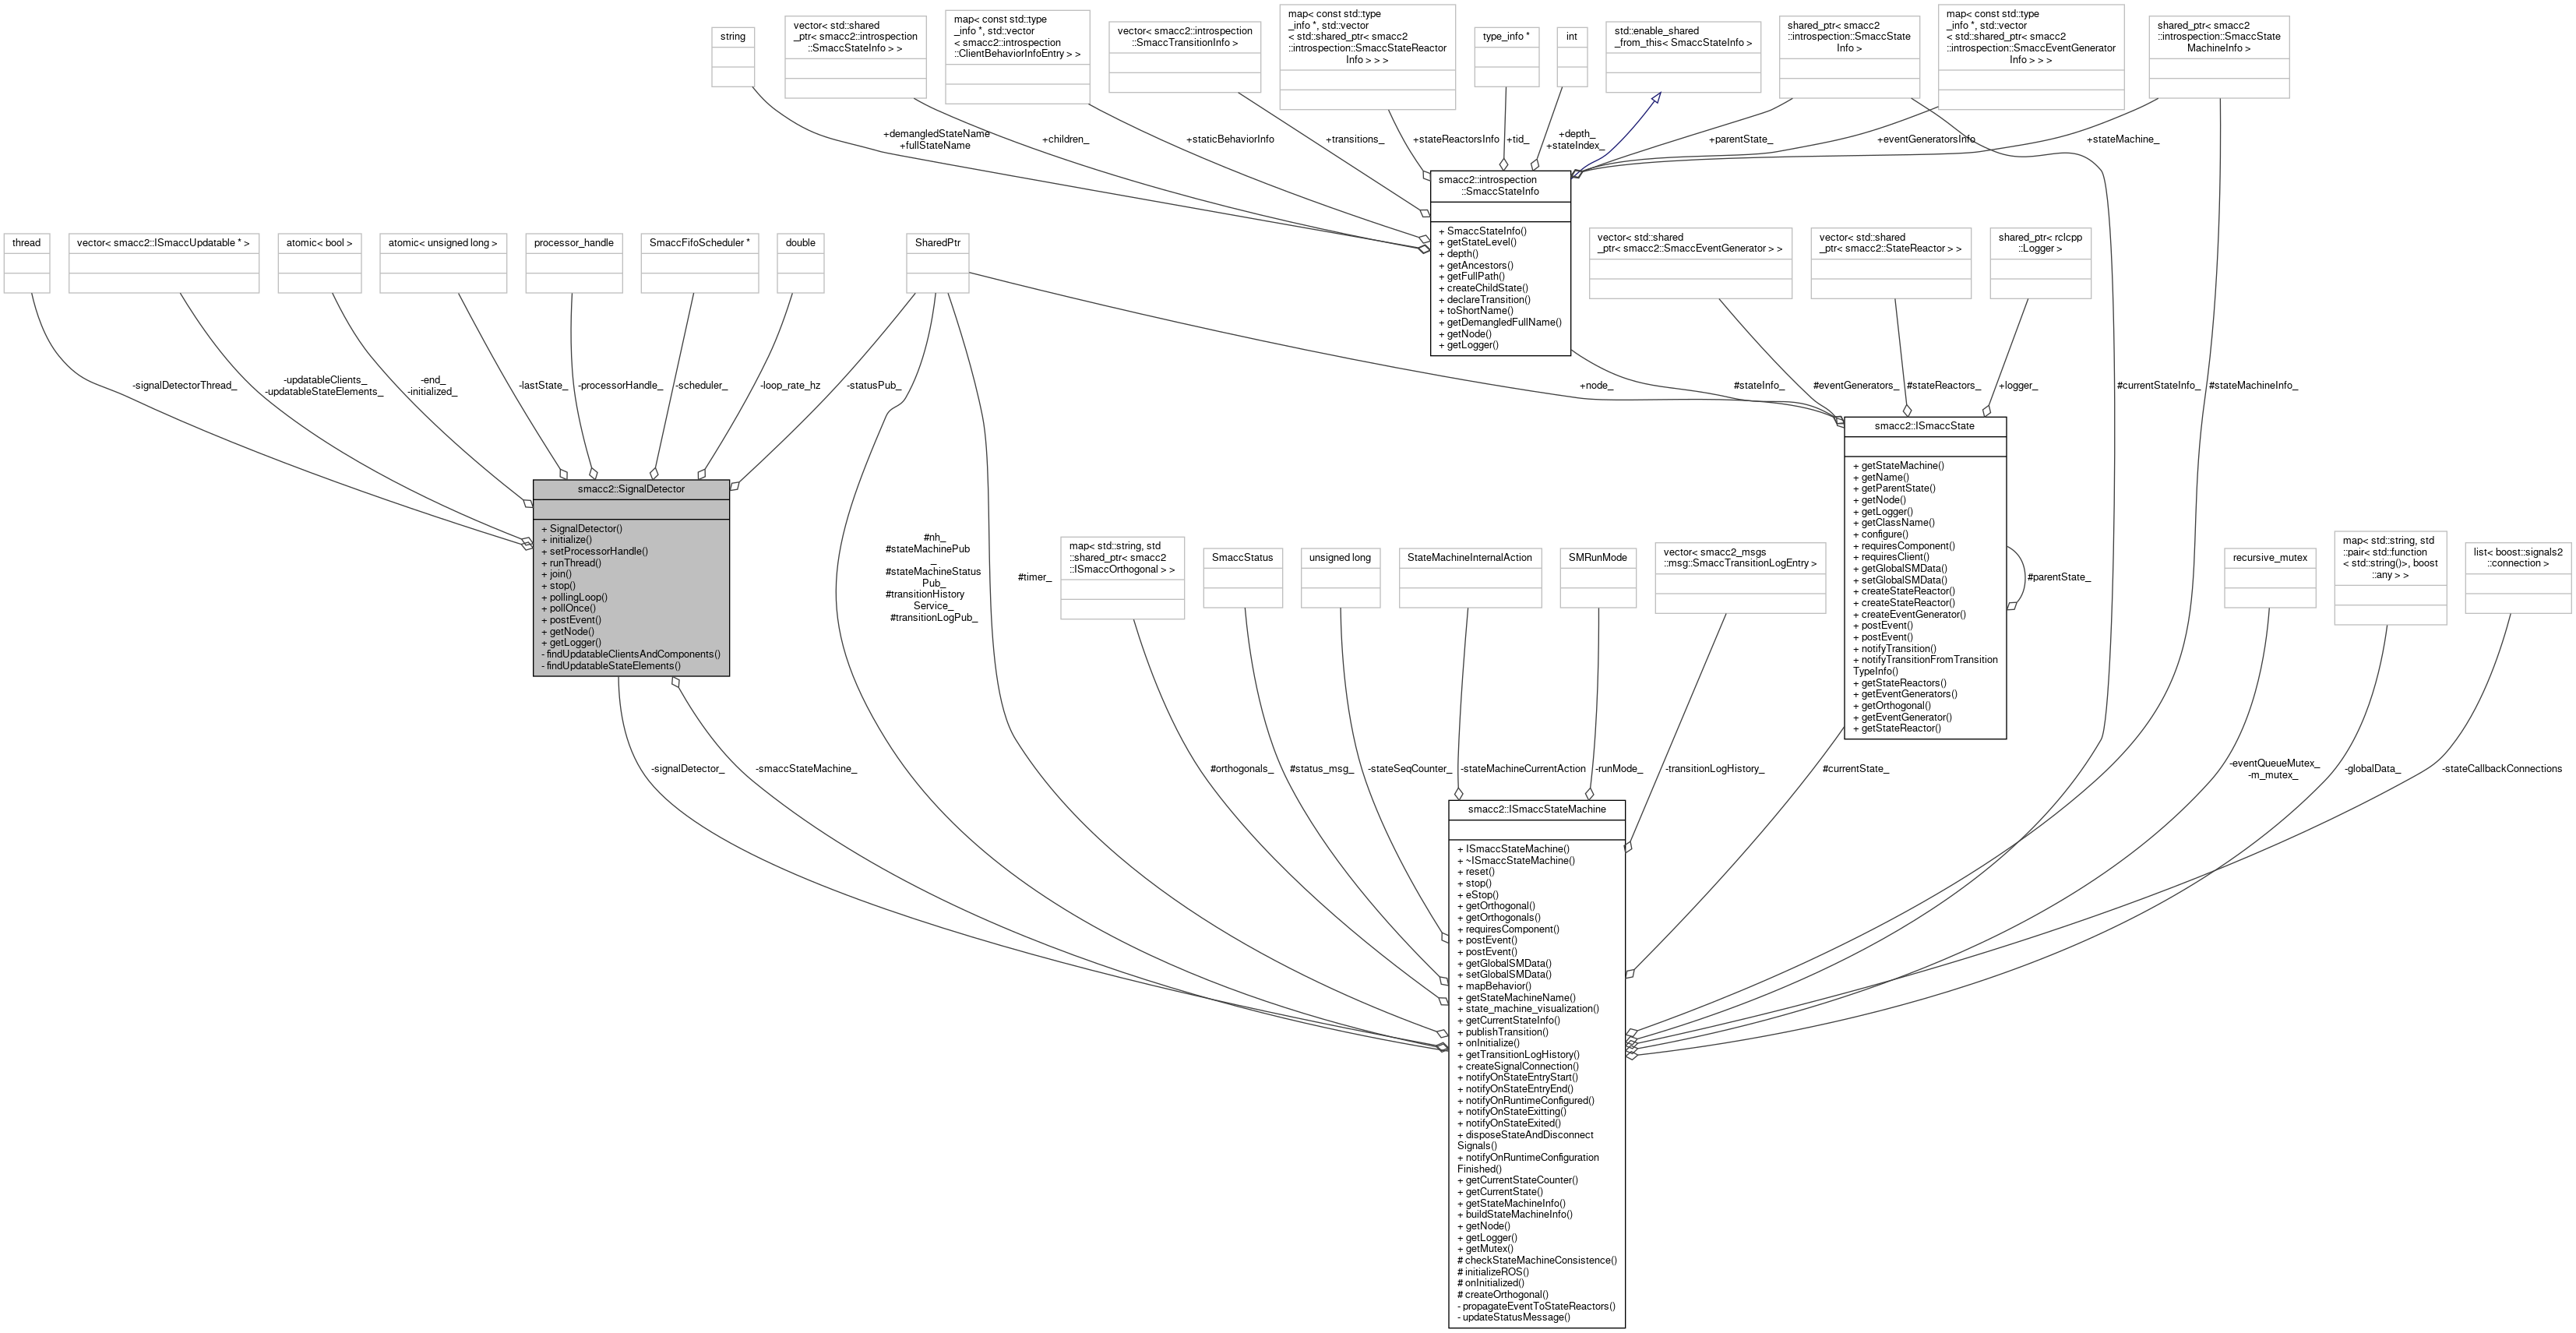 string
vector< std::shared
_ptr< smacc2::introspection
::SmaccStateInfo > >
map< const std::type
_info *, std::vector
< smacc2::introspection
::ClientBehaviorInfoEntry > >
vector< smacc2::introspection
::SmaccTransitionInfo >
map< const std::type
_info *, std::vector
< std::shared_ptr< smacc2
::introspection::SmaccStateReactor
Info > > >
type_info *
int
std::enable_shared
_from_this< SmaccStateInfo >
shared_ptr< smacc2
::introspection::SmaccState
Info >
map< const std::type
_info *, std::vector
< std::shared_ptr< smacc2
::introspection::SmaccEventGenerator
Info > > >
shared_ptr< smacc2
::introspection::SmaccState
MachineInfo >
+demangledStateName
+fullStateName
+children_
+staticBehaviorInfo
+transitions_
+stateReactorsInfo
+tid_
+depth_
+stateIndex_
+parentState_
+eventGeneratorsInfo
+stateMachine_
smacc2::introspection
::SmaccStateInfo
+ SmaccStateInfo()
+ getStateLevel()
+ depth()
+ getAncestors()
+ getFullPath()
+ createChildState()
+ declareTransition()
+ toShortName()
+ getDemangledFullName()
+ getNode()
+ getLogger()
thread
vector< smacc2::ISmaccUpdatable * >
atomic< bool >
atomic< unsigned long >
processor_handle
SmaccFifoScheduler *
double
SharedPtr
vector< std::shared
_ptr< smacc2::SmaccEventGenerator > >
vector< std::shared
_ptr< smacc2::StateReactor > >
shared_ptr< rclcpp
::Logger >
-signalDetectorThread_
-updatableClients_
-updatableStateElements_
-end_
-initialized_
-lastState_
-processorHandle_
-scheduler_
-loop_rate_hz
-statusPub_
+node_
#stateInfo_
#eventGenerators_
#stateReactors_
+logger_
#currentStateInfo_
#stateMachineInfo_
smacc2::SignalDetector
+ SignalDetector()
+ initialize()
+ setProcessorHandle()
+ runThread()
+ join()
+ stop()
+ pollingLoop()
+ pollOnce()
+ postEvent()
+ getNode()
+ getLogger()
- findUpdatableClientsAndComponents()
- findUpdatableStateElements()
smacc2::ISmaccState
+ getStateMachine()
+ getName()
+ getParentState()
+ getNode()
+ getLogger()
+ getClassName()
+ configure()
+ requiresComponent()
+ requiresClient()
+ getGlobalSMData()
+ setGlobalSMData()
+ createStateReactor()
+ createStateReactor()
+ createEventGenerator()
+ postEvent()
+ postEvent()
+ notifyTransition()
+ notifyTransitionFromTransition
TypeInfo()
+ getStateReactors()
+ getEventGenerators()
+ getOrthogonal()
+ getEventGenerator()
+ getStateReactor()
#parentState_
#nh_
#stateMachinePub
_
#stateMachineStatus
Pub_
#transitionHistory
Service_
#transitionLogPub_
#timer_
map< std::string, std
::shared_ptr< smacc2
::ISmaccOrthogonal > >
SmaccStatus
unsigned long
StateMachineInternalAction
SMRunMode
vector< smacc2_msgs
::msg::SmaccTransitionLogEntry >
recursive_mutex
map< std::string, std
::pair< std::function
< std::string()>, boost
::any > >
list< boost::signals2
::connection >
-signalDetector_
-smaccStateMachine_
#orthogonals_
#status_msg_
-stateSeqCounter_
-stateMachineCurrentAction
-runMode_
-transitionLogHistory_
#currentState_
-eventQueueMutex_
-m_mutex_
-globalData_
-stateCallbackConnections
smacc2::ISmaccStateMachine
+ ISmaccStateMachine()
+ ~ISmaccStateMachine()
+ reset()
+ stop()
+ eStop()
+ getOrthogonal()
+ getOrthogonals()
+ requiresComponent()
+ postEvent()
+ postEvent()
+ getGlobalSMData()
+ setGlobalSMData()
+ mapBehavior()
+ getStateMachineName()
+ state_machine_visualization()
+ getCurrentStateInfo()
+ publishTransition()
+ onInitialize()
+ getTransitionLogHistory()
+ createSignalConnection()
+ notifyOnStateEntryStart()
+ notifyOnStateEntryEnd()
+ notifyOnRuntimeConfigured()
+ notifyOnStateExitting()
+ notifyOnStateExited()
+ disposeStateAndDisconnect
Signals()
+ notifyOnRuntimeConfiguration
Finished()
+ getCurrentStateCounter()
+ getCurrentState()
+ getStateMachineInfo()
+ buildStateMachineInfo()
+ getNode()
+ getLogger()
+ getMutex()
# checkStateMachineConsistence()
# initializeROS()
# onInitialized()
# createOrthogonal()
- propagateEventToStateReactors()
- updateStatusMessage()